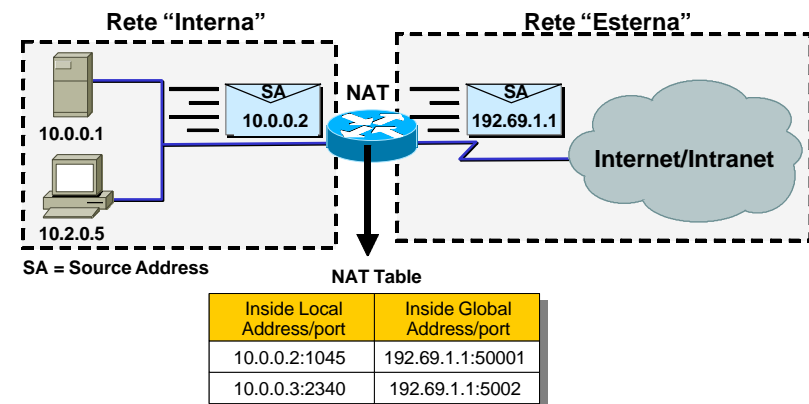 Rete “Interna”
Rete “Esterna”
SA
10.0.0.2
NAT
SA
192.69.1.1
10.0.0.1
Internet/Intranet
10.2.0.5
SA = Source Address
NAT Table
Inside Local
Address/port
Inside Global
Address/port
10.0.0.2:1045
192.69.1.1:50001
10.0.0.3:2340
192.69.1.1:5002